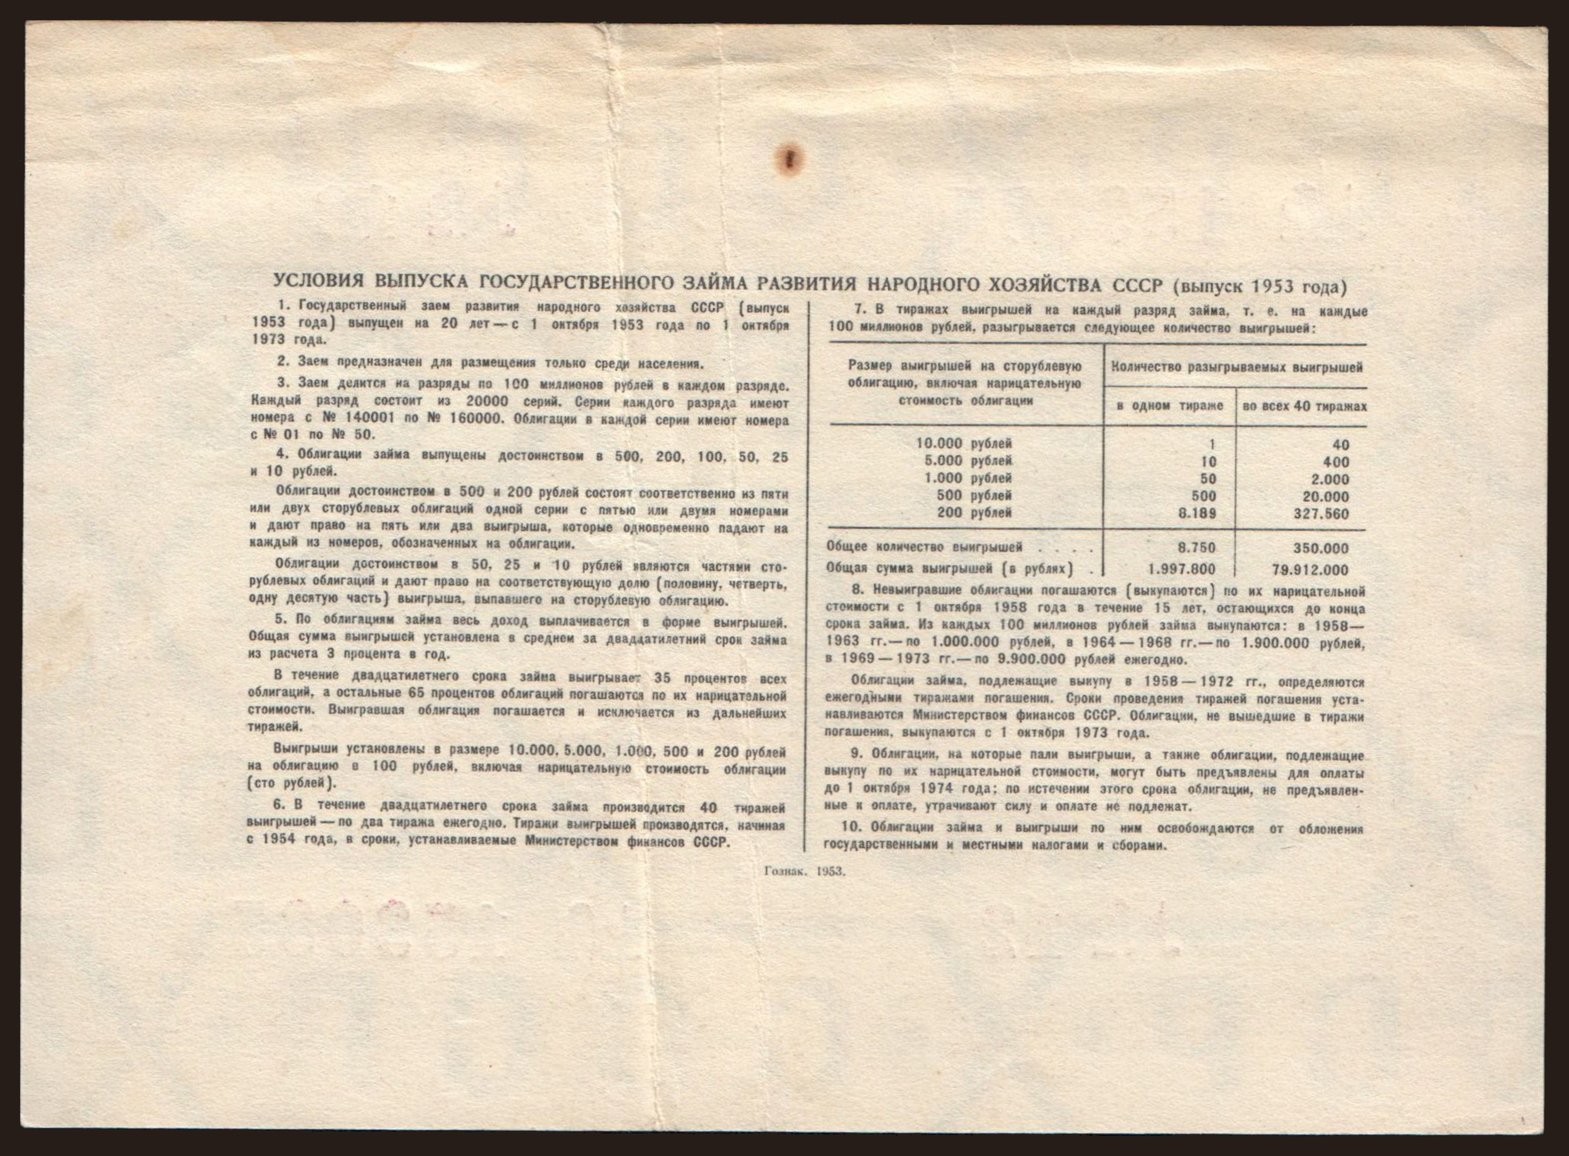 УСЛОВИЯ ВЫПУСКА ГОСУДАРСТВЕННОГО ЗАЙМА РАЗВИТИЯ НАРОДНОГО ХОЗЯЙСТВА СССР (выпуск 1953 года)
1. Государственный заем развития народного хозяйства СССР (выпуск
1953 года) выпущен на 20 лет — с 1 октября 1953 года по 1 октября
1973 года.
2. Заем предназначен для размещения только среди населения.
3. Заем делится на разряды по 100 миллионов рублей в каждом разряде.
Каждый разряд состоит из 20000 серий. Серии каждого разряда имеют
номера с № 140001 по № 160000. Облигации в каждой серии имеют номера
с № 01 по № 50.
4. Облигации займа выпущены достоинством в 500, 200, 100, 50, 25
и 10 рублей.
Облигации достоинством в 500 и 200 рублей состоят соответственно из пяти
или двух сторублевых облигаций одной серии с пятью или двумя номерами
и дают право на пять или два выигрыша, которые одновременно падают на
каждый из номеров, обозначенных на облигации.
Облигации достоинством в 50, 25 и 10 рублей являются частями сто-
рублевых облигаций и дают право на соответствующую долю (половину, четверть,
одну десятую часть) выигрыша, выпавшего на сторублевую облигацию.
5. По облигациям займа весь доход выплачивается в форме выигрышей.
Общая сумма выигрышей установлена в среднем за двадцатилетний срок займа
из расчета 3 процента в год.
В течение двадцатилетнего срока займа выигрывает 35 процентов всех
облигаций, а остальные 65 процентов облигаций погашаются по их нарицательной
стоимости. Выигравшая облигация погашается и исключается из дальнейших
тиражей.
Выигрыши установлены в размере 10.000, 5.000, 1.000, 500 и 200 рублей
на облигацию в 100 рублей, включая нарицательную стоимость облигации
(сто рублей).
6. В течение двадцатилетнего срока займа производится 40 тиражей
выигрышей — по два тиража ежегодно. Тиражи выигрышей производятся, начиная
с 1954 года, в сроки, устанавливаемые Министерством финансов СССР.
7. В тиражах выигрышей на каждый разряд займа, т. е. на каждые
100 миллионов рублей, разыгрывается следующее количество выигрышей:
Размер выигрышей на сторублевую
облигацию, включая нарицательную
стоимость облигации
Количество разыгрываемых выигрышей
в одном тираже во всех 40 тиражах
10.000 рублей 1 40
5.000 рублей 10 400
1.000 рублей 50 2.000
500 рублей 500 20.000
200 рублей 8.189 327.560
Общее количество выигрышей . . . . 8.750 350.000
Общая сумма выигрышей (в рублях) . 1.997.800 79.912.000
8. Невыигравшие облигации погашаются (выкупаются) по их нарицательной
стоимости с 1 октября 1958 года в течение 15 лет, остающихся до конца
срока займа. Из каждых 100 миллионов рублей займа выкупаются: в 1958 —
1963 гг. — по 1.000.000 рублей, в 1964 — 1968 гг. — по 1.900.000 рублей,
в 1969 — 1973 гг. — по 9.900.000 рублей ежегодно.
Облигации займа, подлежащие выкупу в 1958 — 1972 гг., определяются
ежегодными тиражами погашения. Сроки проведения тиражей погашения уста-
навливаются Министерством финансов СССР. Облигации, не вышедшие в тиражи
погашения, выкупаются с 1 октября 1973 года.
9. Облигации, на которые пали выигрыши, а также облигации, подлежащие
выкупу по их нарицательной стоимости, могут быть предъявлены для оплаты
до 1 октября 1974 года; по истечении этого срока облигации, не предъявлен-
ные к оплате, утрачивают силу и оплате не подлежат.
10. Облигации займа и выигрыши по ним освобождаются от обложения
государственными и местными налогами и сборами.
Гознак. 1953.